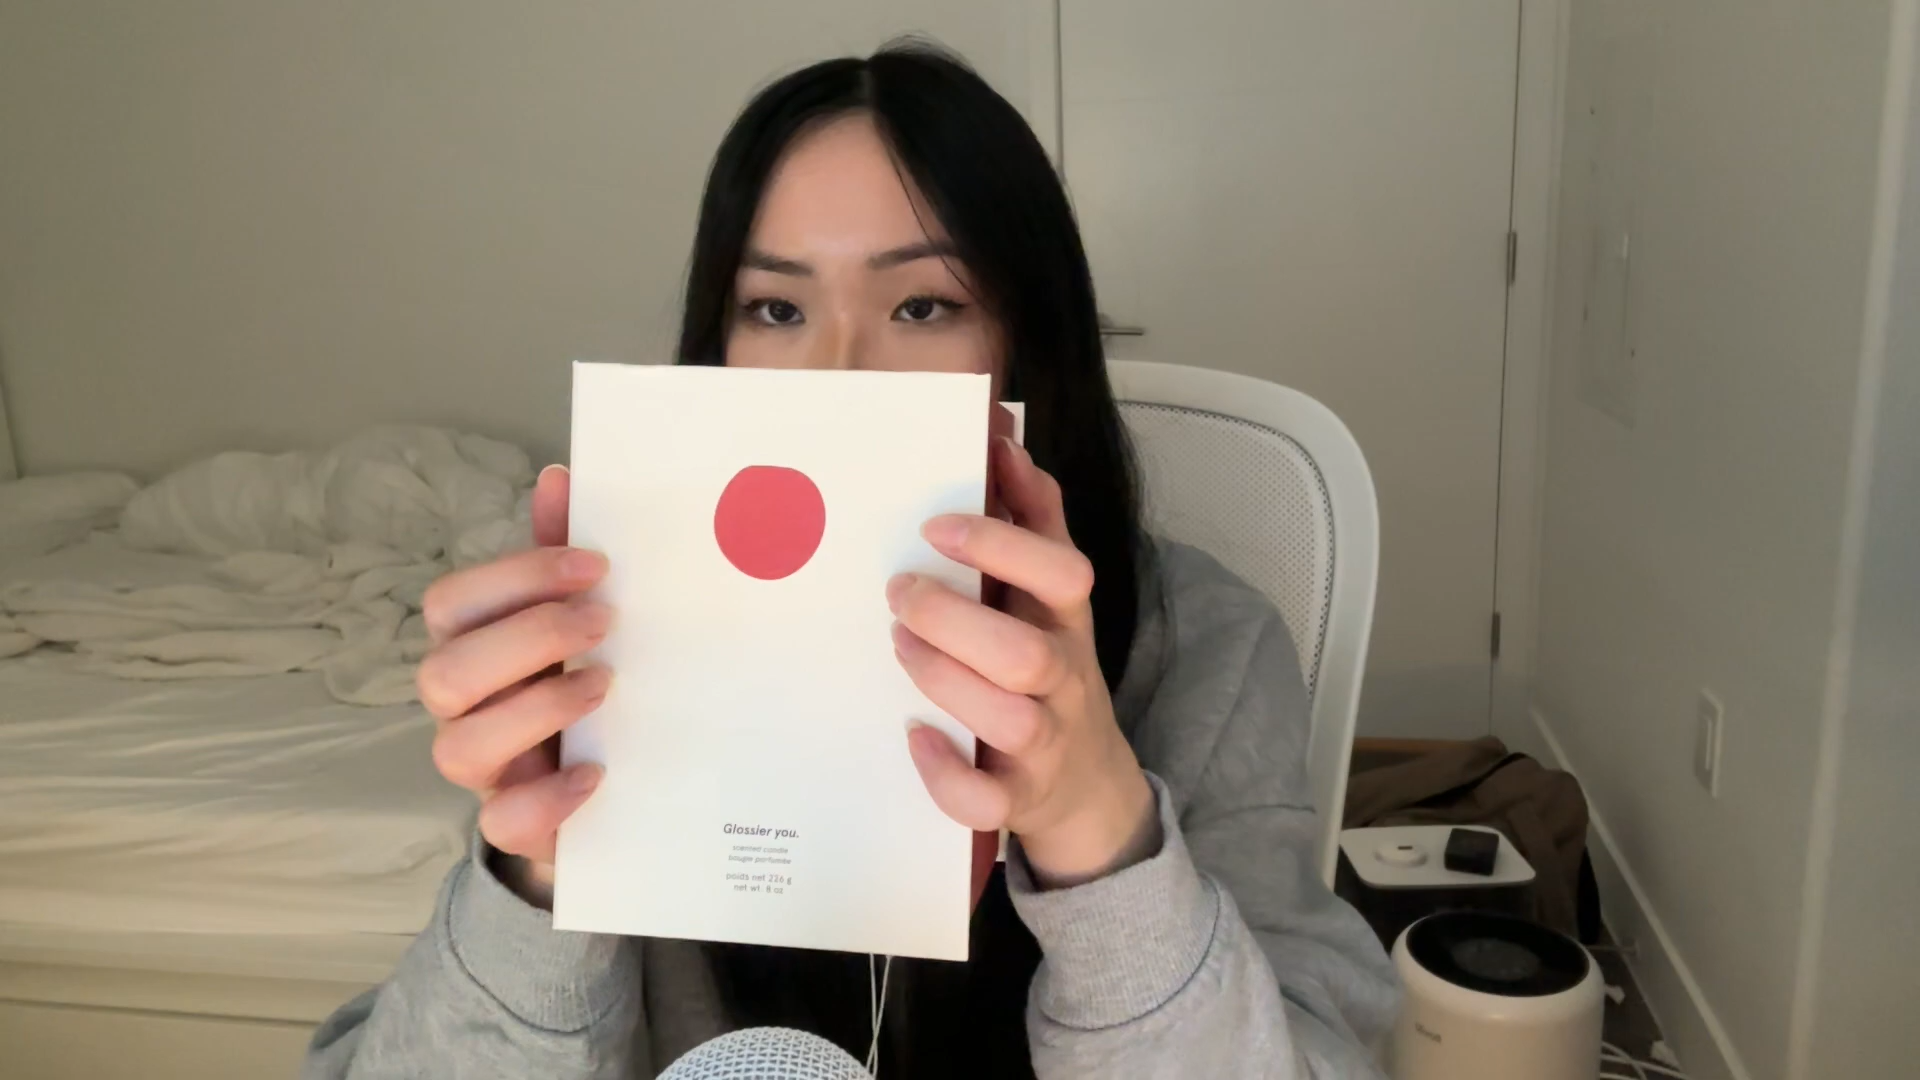 Glossier you.
scented candle
bougie parfumée
poids net 226 g
net wt. 8 oz